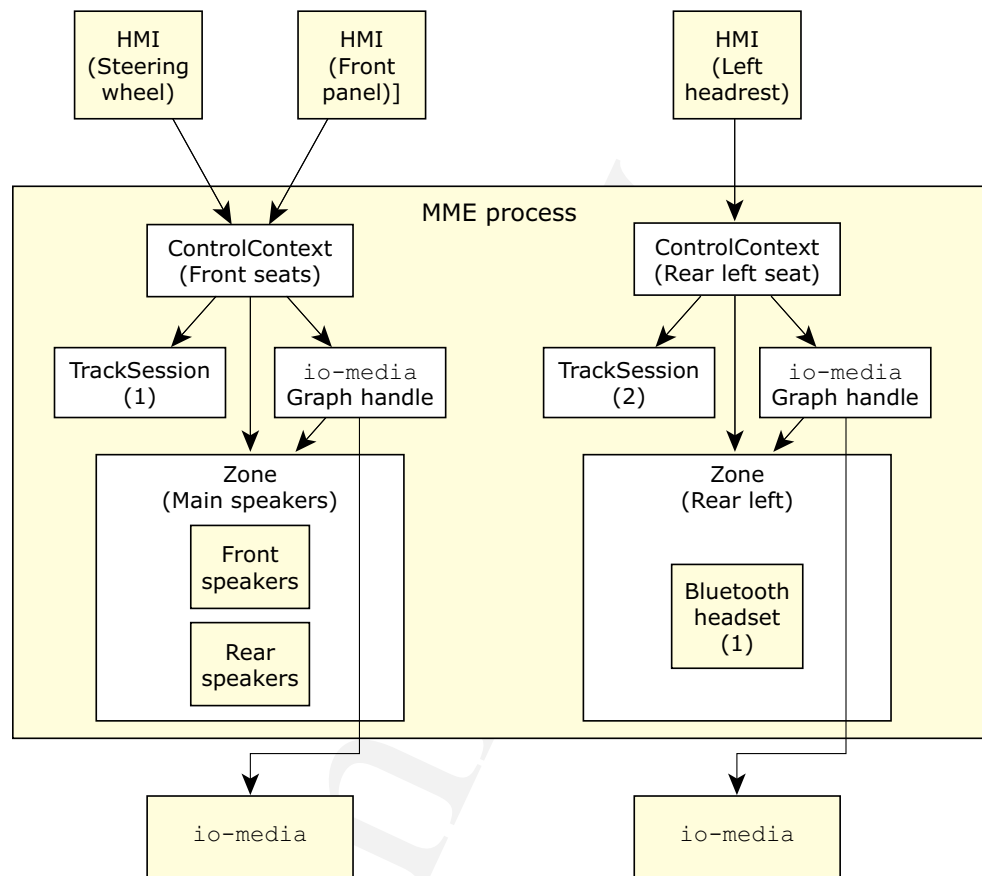 HMI
(Steering
wheel)
HMI
(Front
panel)]
HMI
(Left
headrest)
MME process
ControlContext
(Front seats)
ControlContext
(Rear left seat)
TrackSession
(1)
io-media
Graph handle
TrackSession
(2)
io-media
Graph handle
Zone
(Main speakers)
Front
speakers
Rear
speakers
Zone
(Rear left)
Bluetooth
headset
(1)
io-media
io-media